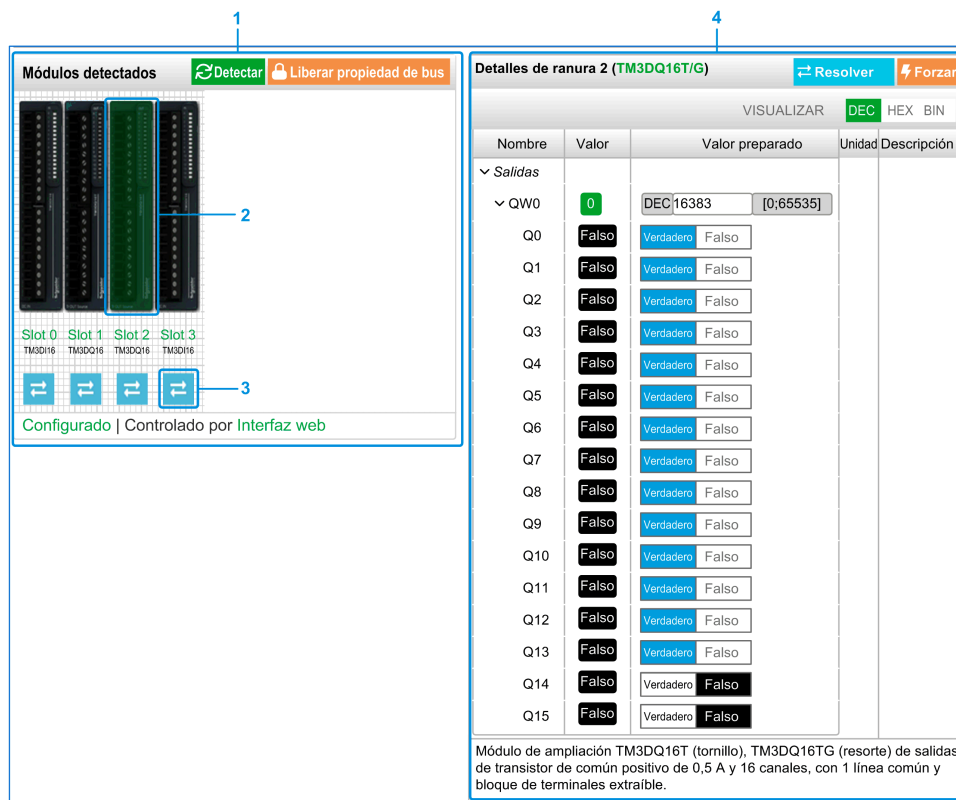 1
4
Módulos detectados
Detectar
Liberar propiedad de bus
2
Slot 0 Slot 1 Slot 2 Slot 3
TM3DI16 TM3DQ16 TM3DQ16 TM3DI16
3
Configurado | Controlado por Interfaz web
Detalles de ranura 2 (TM3DQ16T/G)
Resolver
Forzar
VISUALIZAR DEC HEX BIN
Nombre Valor Valor preparado Unidad Descripción
Salidas
QW0 0 DEC 16383 [0;65535]
Q0 Falso Verdadero Falso
Q1 Falso Verdadero Falso
Q2 Falso Verdadero Falso
Q3 Falso Verdadero Falso
Q4 Falso Verdadero Falso
Q5 Falso Verdadero Falso
Q6 Falso Verdadero Falso
Q7 Falso Verdadero Falso
Q8 Falso Verdadero Falso
Q9 Falso Verdadero Falso
Q10 Falso Verdadero Falso
Q11 Falso Verdadero Falso
Q12 Falso Verdadero Falso
Q13 Falso Verdadero Falso
Q14 Falso Verdadero Falso
Q15 Falso Verdadero Falso
Módulo de ampliación TM3DQ16T (tornillo), TM3DQ16TG (resorte) de salidas
de transistor de común positivo de 0,5 A y 16 canales, con 1 línea común y
bloque de terminales extraíble.